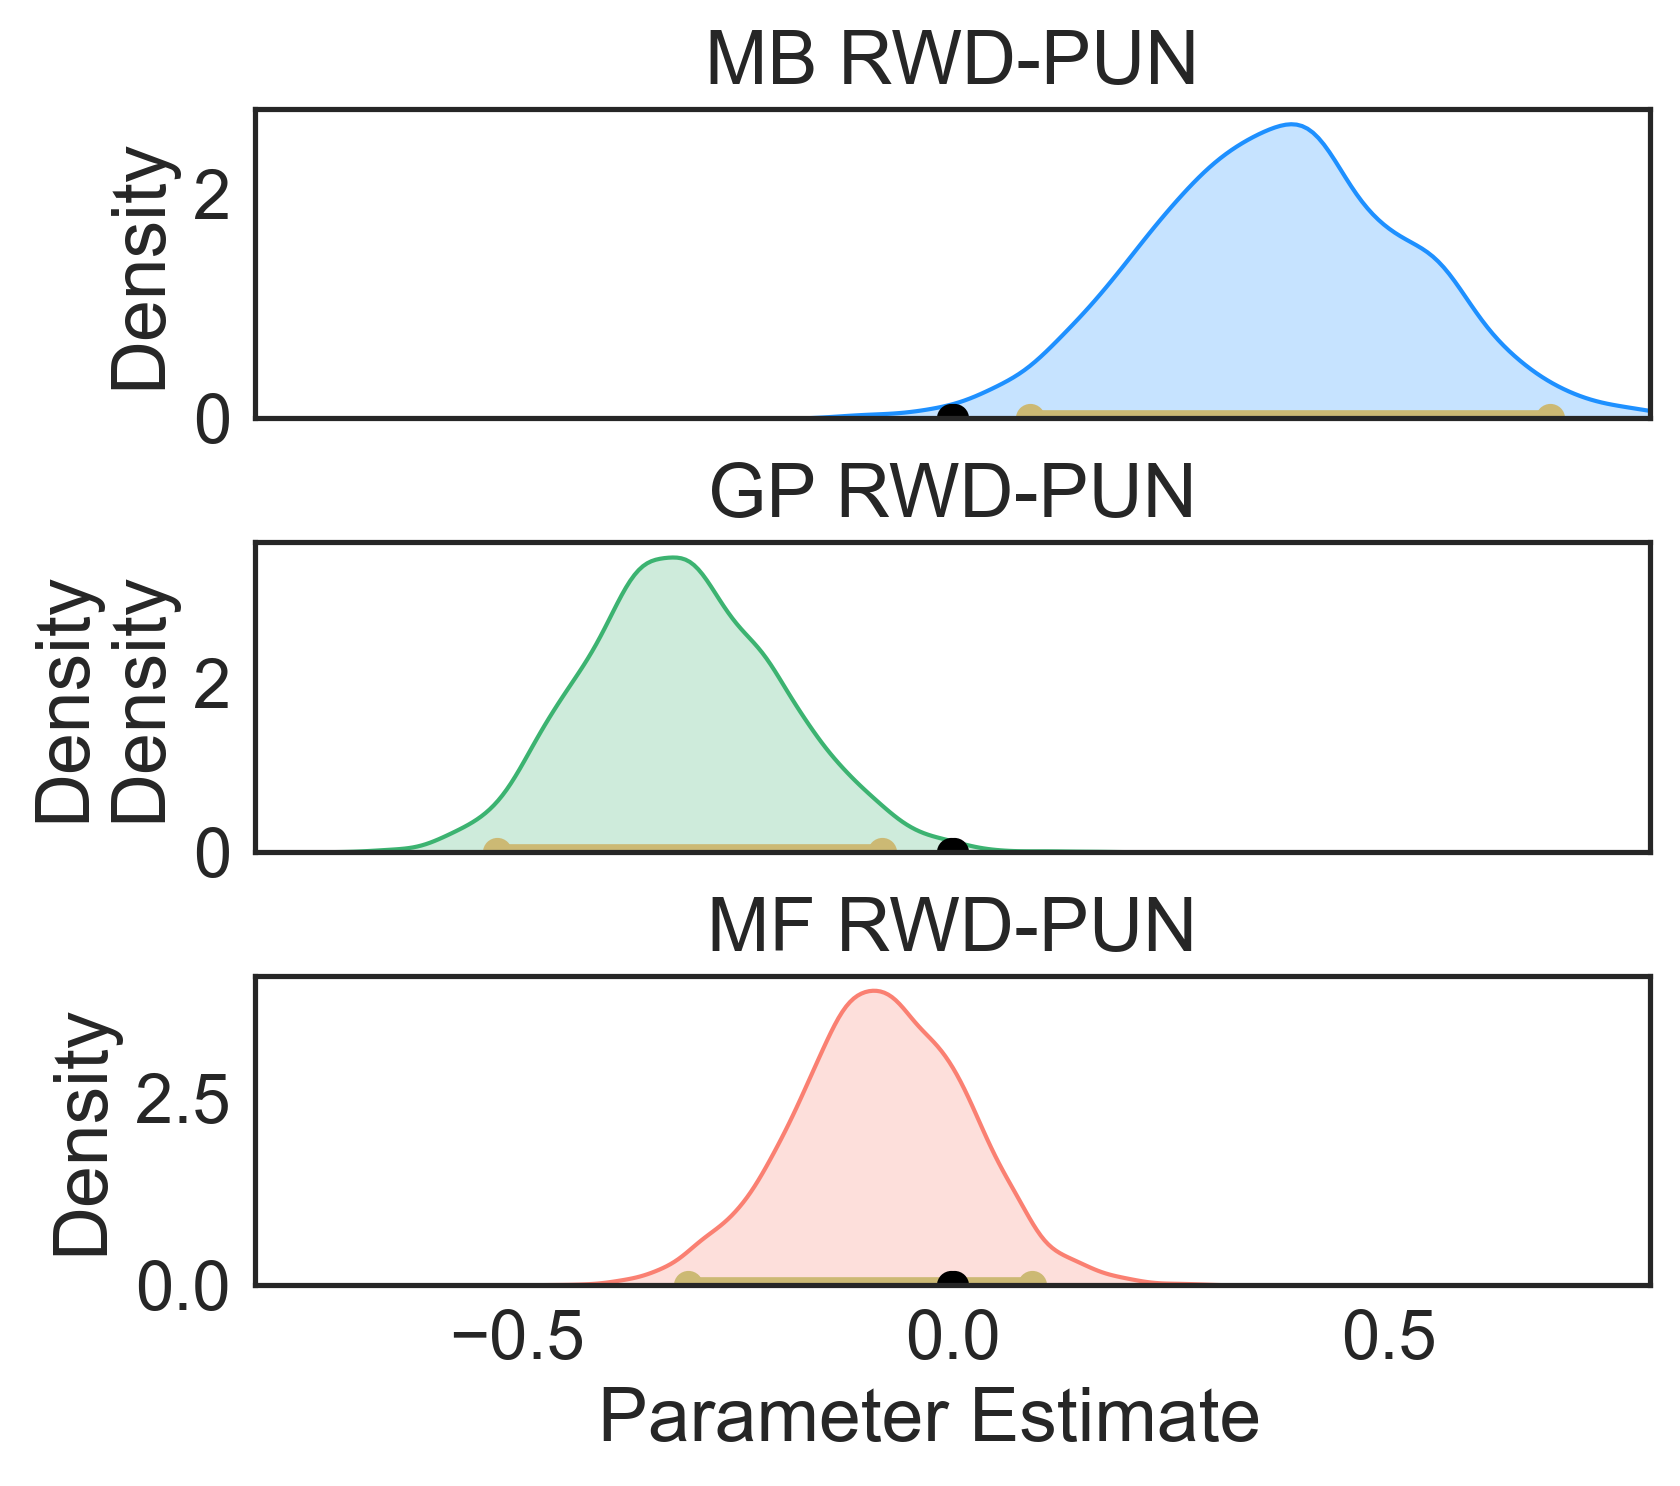 MB RWD-PUN
Density
2
0
GP RWD-PUN
Density
Density
2
0
MF RWD-PUN
Density
2.5
0.0
−0.5 0.0 0.5
Parameter Estimate